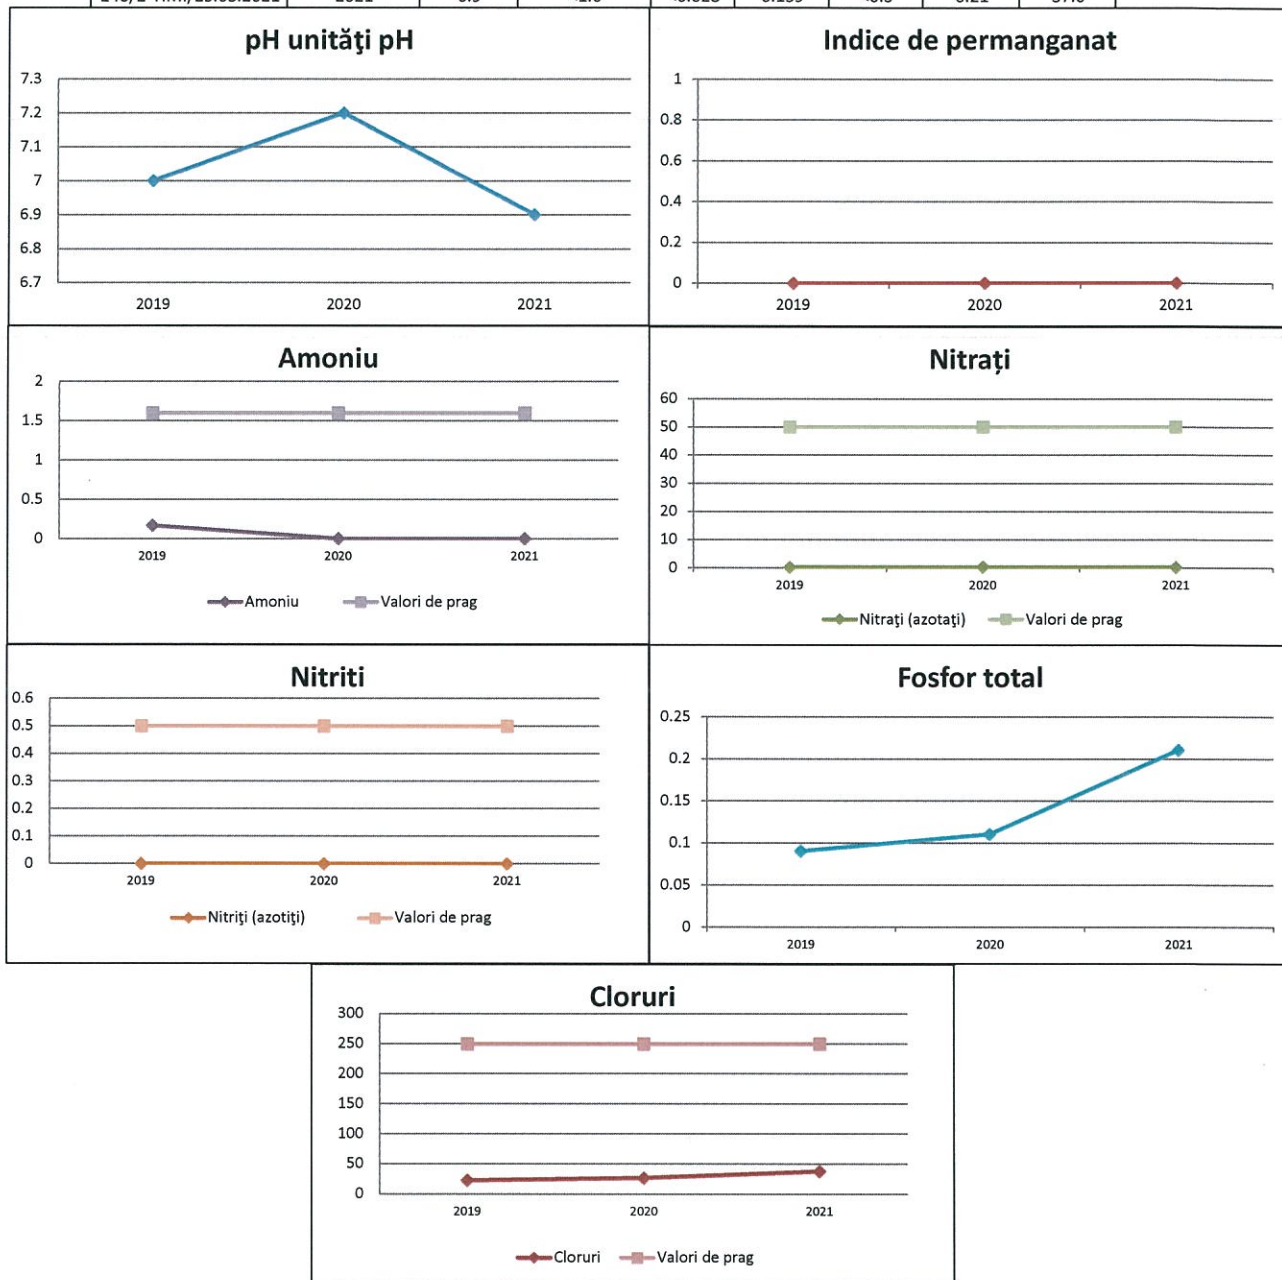 2021
pH unităţi pH
7.3
7.2
7.1
7
6.9
6.8
6.7
2019 2020 2021
Indice de permanganat
1
0.8
0.6
0.4
0.2
0
2019 2020 2021
Amoniu
2
1.5
1
0.5
0
2019 2020 2021
Amoniu Valori de prag
Nitrați
60
50
40
30
20
10
0
2019 2020 2021
Nitraţi (azotaţi) Valori de prag
Nitriti
0.6
0.5
0.4
0.3
0.2
0.1
0
2019 2020 2021
Nitriţi (azotiţi) Valori de prag
Fosfor total
0.25
0.2
0.15
0.1
0.05
0
2019 2020 2021
Cloruri
300
250
200
150
100
50
0
2019 2020 2021
Cloruri Valori de prag